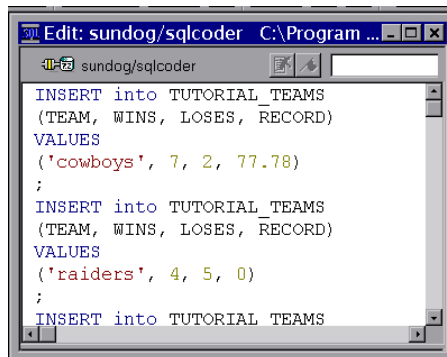 SQL Edit: sundog/sqlcoder C:\Program ...
sundog/sqlcoder
INSERT into TUTORIAL_TEAMS
(TEAM, WINS, LOSES, RECORD)
VALUES
('cowboys', 7, 2, 77.78)
;
INSERT into TUTORIAL_TEAMS
(TEAM, WINS, LOSES, RECORD)
VALUES
('raiders', 4, 5, 0)
;
INSERT into TUTORIAL_TEAMS